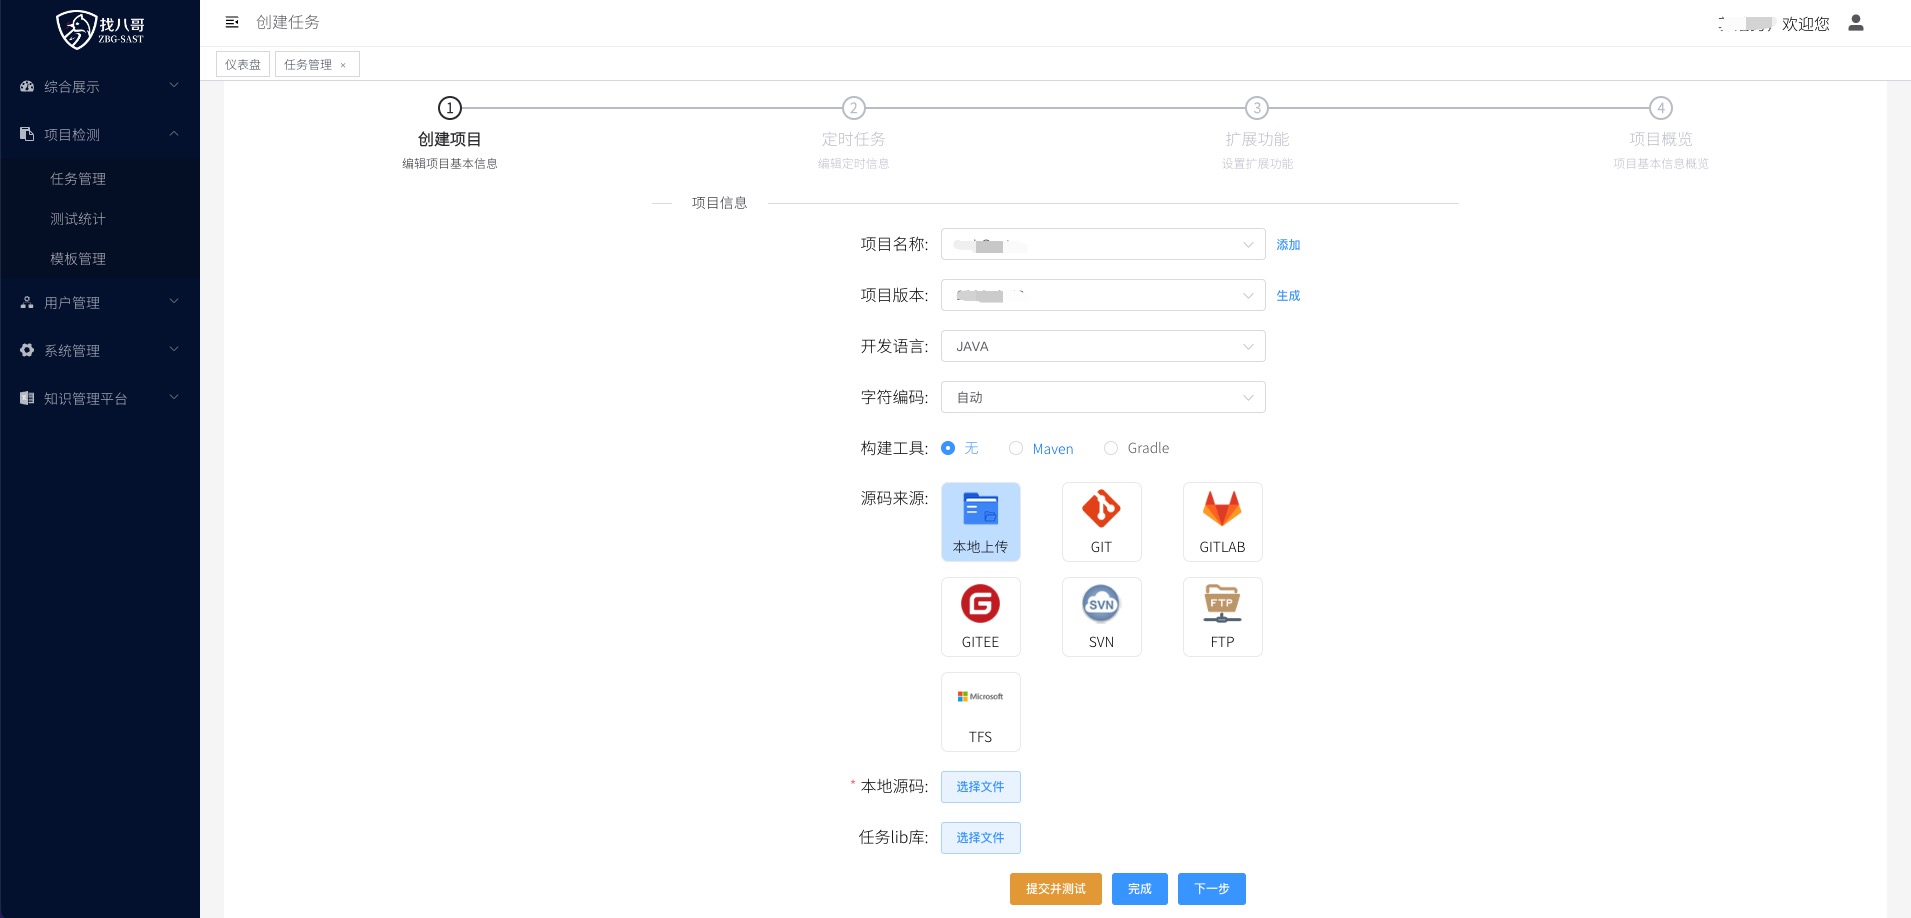 找八哥
ZBG-SAST
创建任务
欢迎您
综合展示
项目检测
任务管理
测试统计
模板管理
用户管理
系统管理
知识管理平台
仪表盘
任务管理 ×
1
2
3
4
创建项目
定时任务
扩展功能
项目概览
编辑项目基本信息
编辑定时信息
设置扩展功能
项目基本信息概览
项目信息
项目名称: 添加
项目版本: 生成
开发语言: JAVA
字符编码: 自动
构建工具: 无 Maven Gradle
源码来源:
本地上传 GIT GITLAB
SVN FTP
GITEE SVN FTP
Microsoft
TFS
* 本地源码: 选择文件
任务lib库: 选择文件
提交并测试 完成 下一步